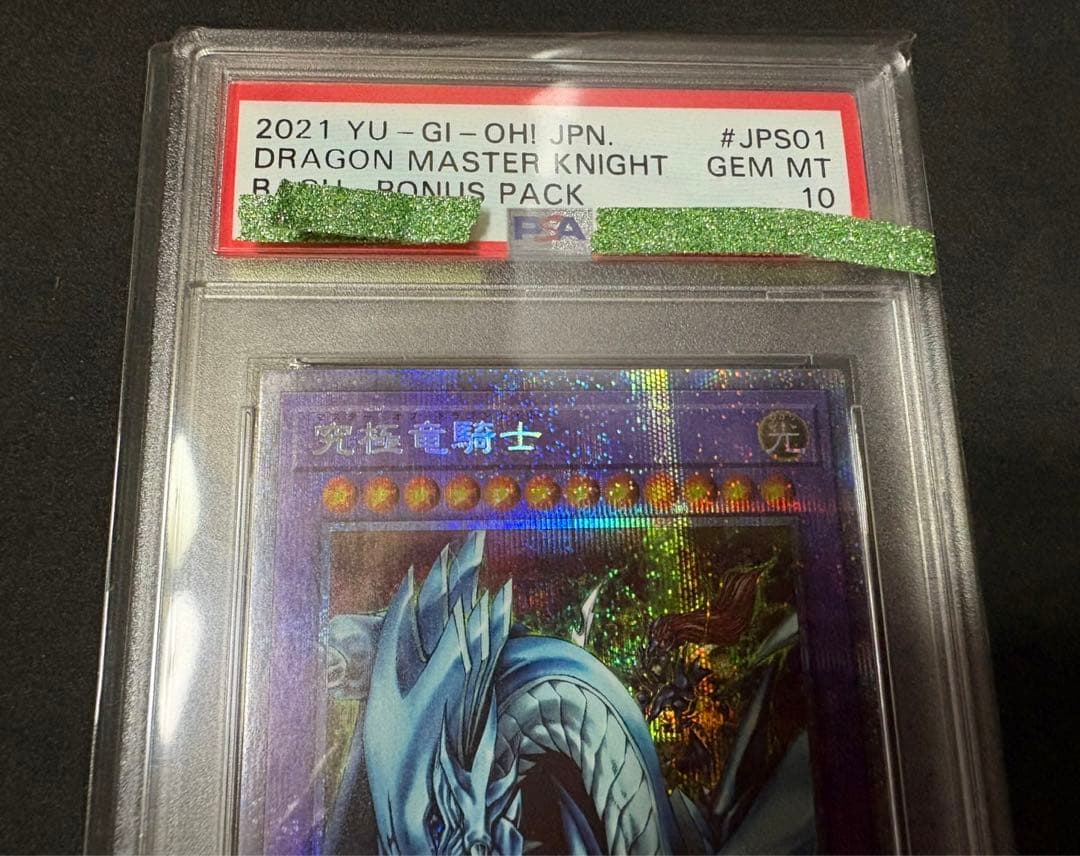 2021 YU-GI-OH! JPN. #JPS01
DRAGON MASTER KNIGHT GEM MT
BONUS PACK 10
PSA
究極竜騎士
光